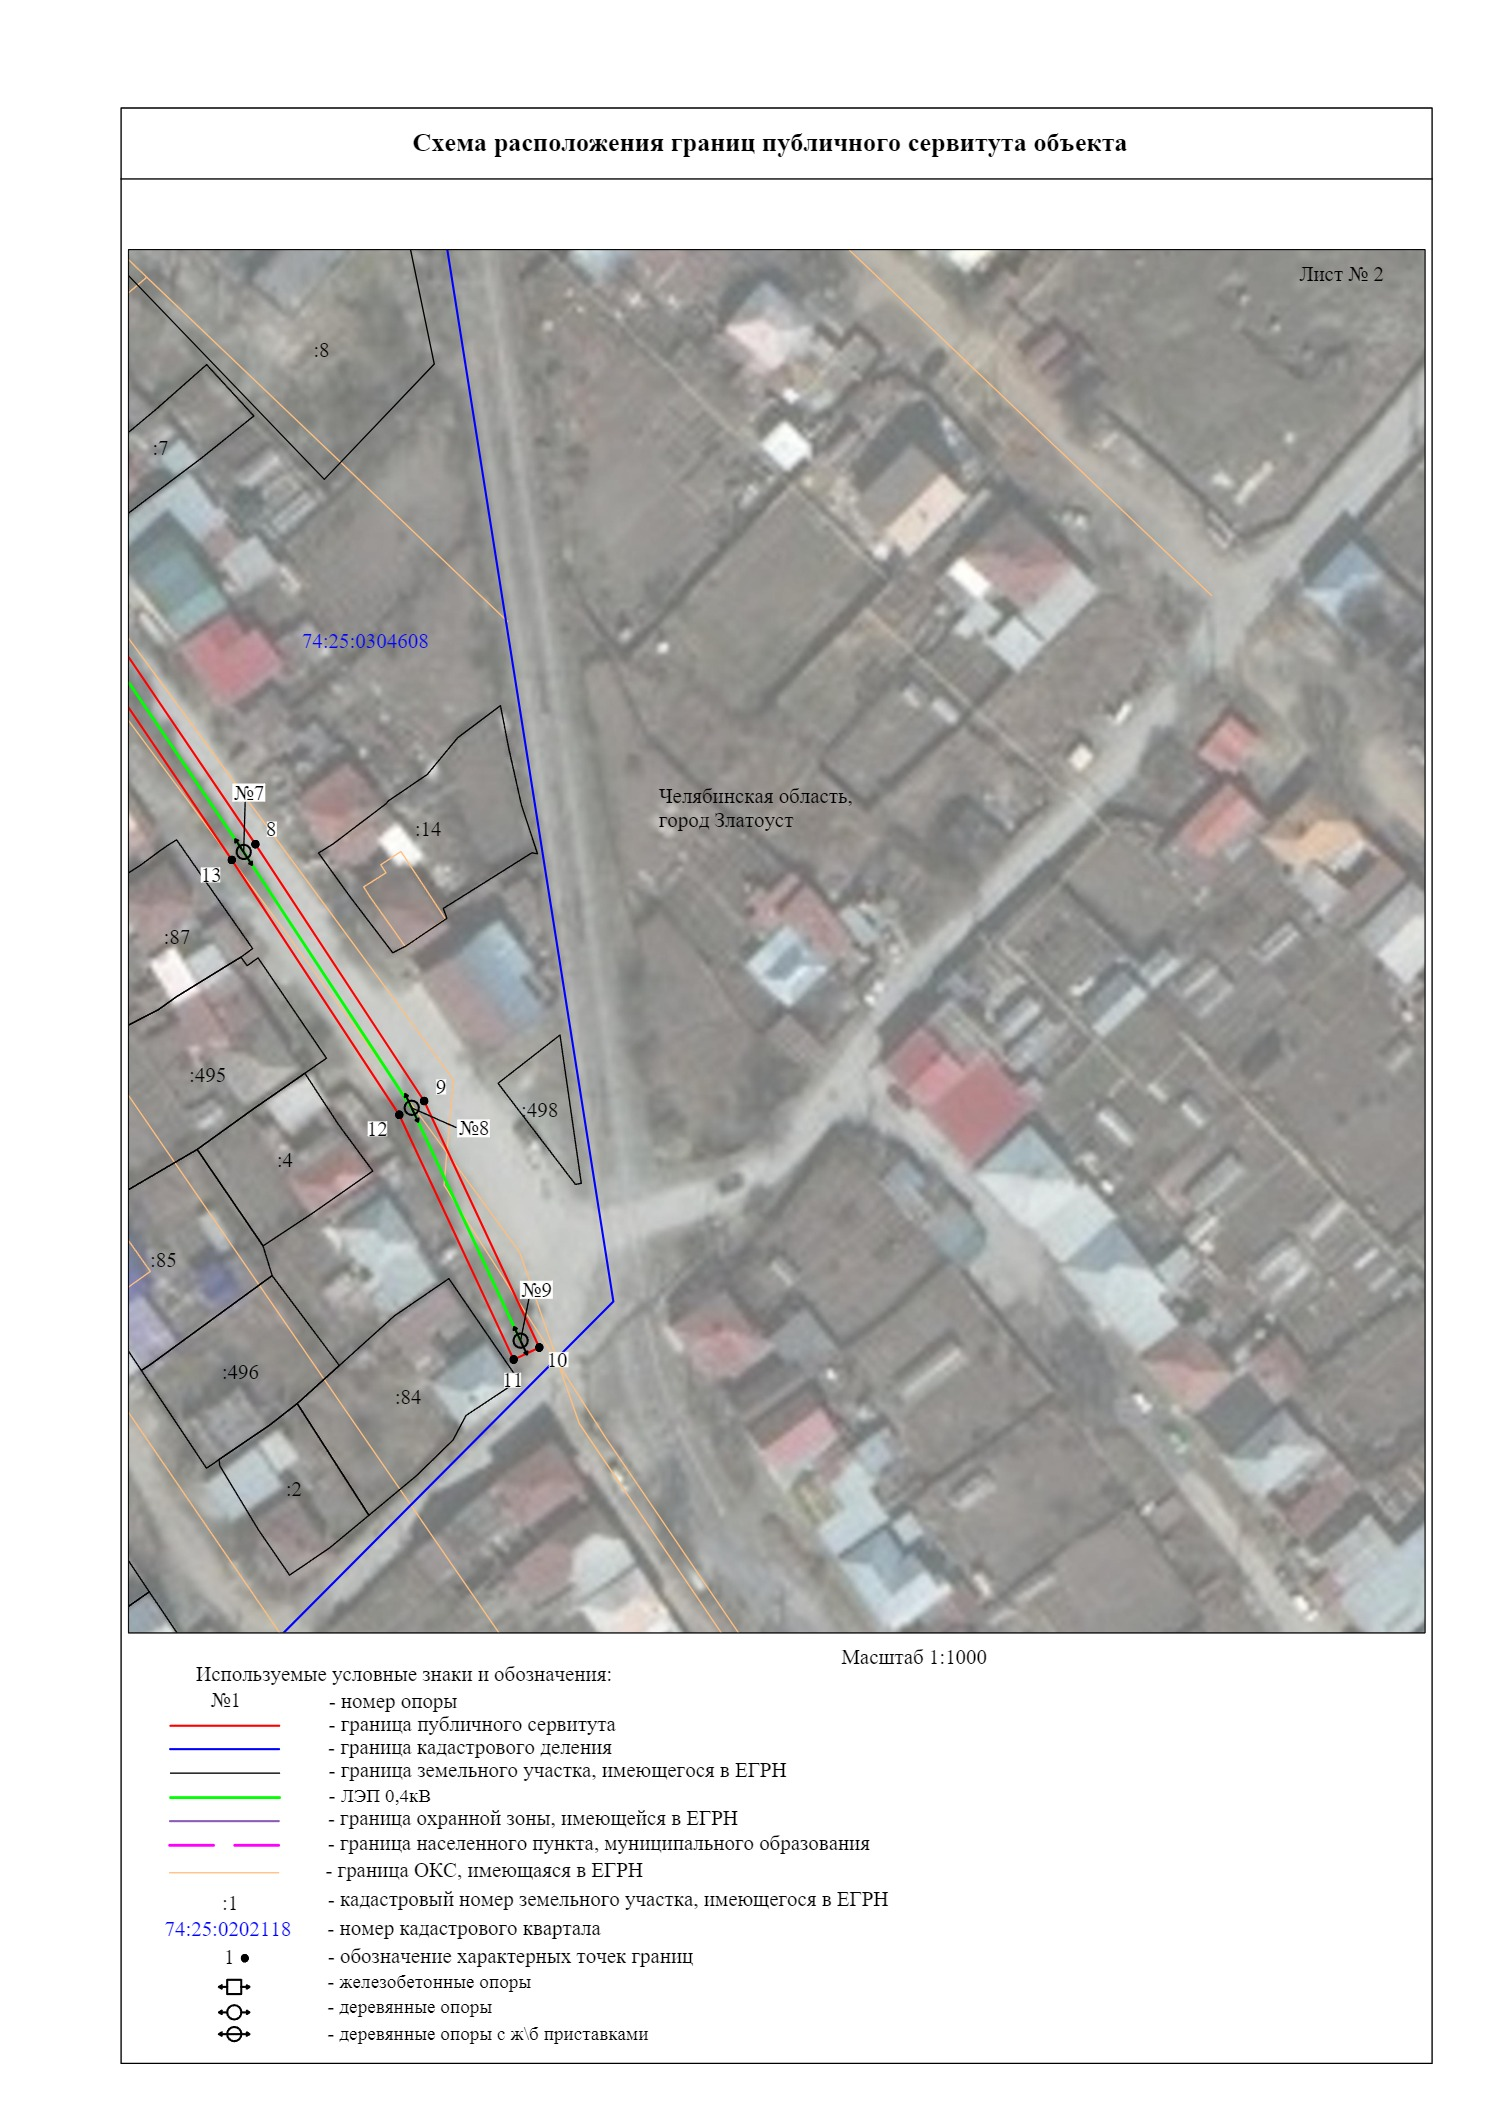 Схема расположения границ публичного сервитута объекта
Лист № 2
:8
:7
74:25:0304608
№7
Челябинская область,
город Златоуст
8
:14
13
:87
:495
9
:498
12
№8
:4
:85
№9
10
:496
11
:84
:2
Масштаб 1:1000
Используемые условные знаки и обозначения:
№1 - номер опоры
- граница публичного сервитута
- граница кадастрового деления
- граница земельного участка, имеющегося в ЕГРН
- ЛЭП 0,4кВ
- граница охранной зоны, имеющейся в ЕГРН
- граница населенного пункта, муниципального образования
- граница ОКС, имеющаяся в ЕГРН
:1 - кадастровый номер земельного участка, имеющегося в ЕГРН
74:25:0202118 - номер кадастрового квартала
1 - обозначение характерных точек границ
- железобетонные опоры
- деревянные опоры
- деревянные опоры с ж\б приставками